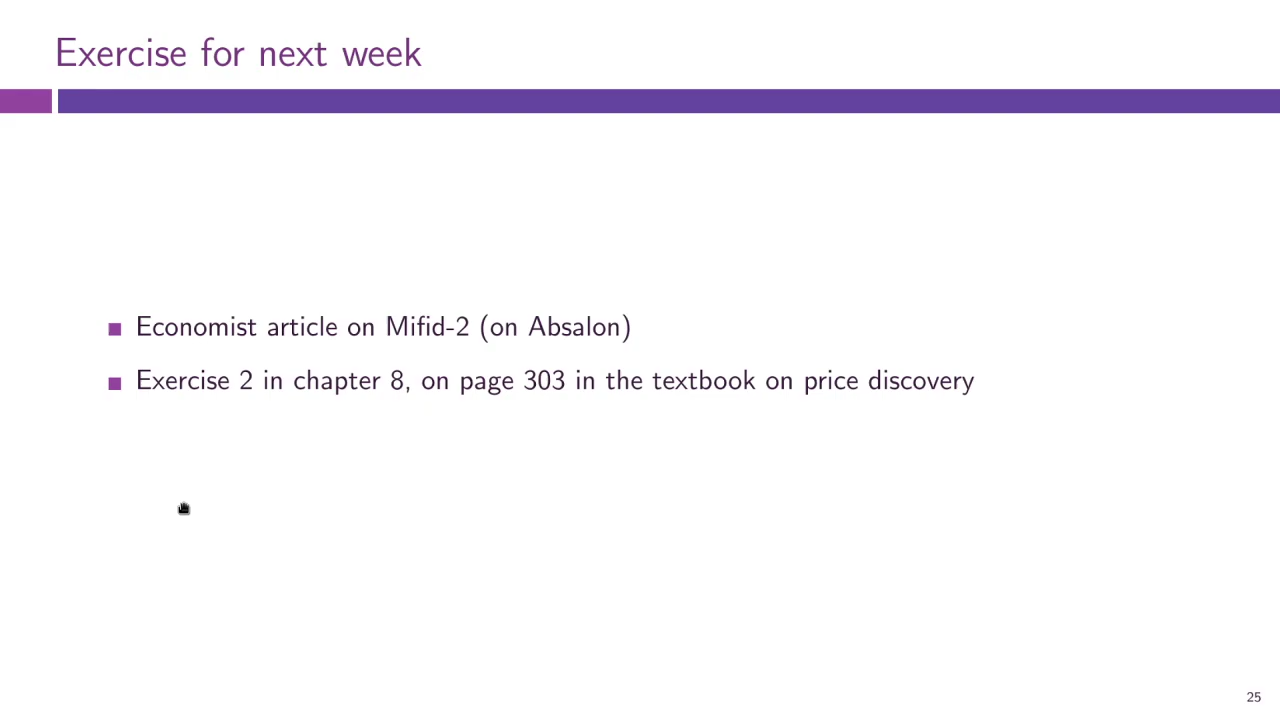 Exercise for next week
Economist article on Mifid-2 (on Absalon)
Exercise 2 in chapter 8, on page 303 in the textbook on price discovery
25